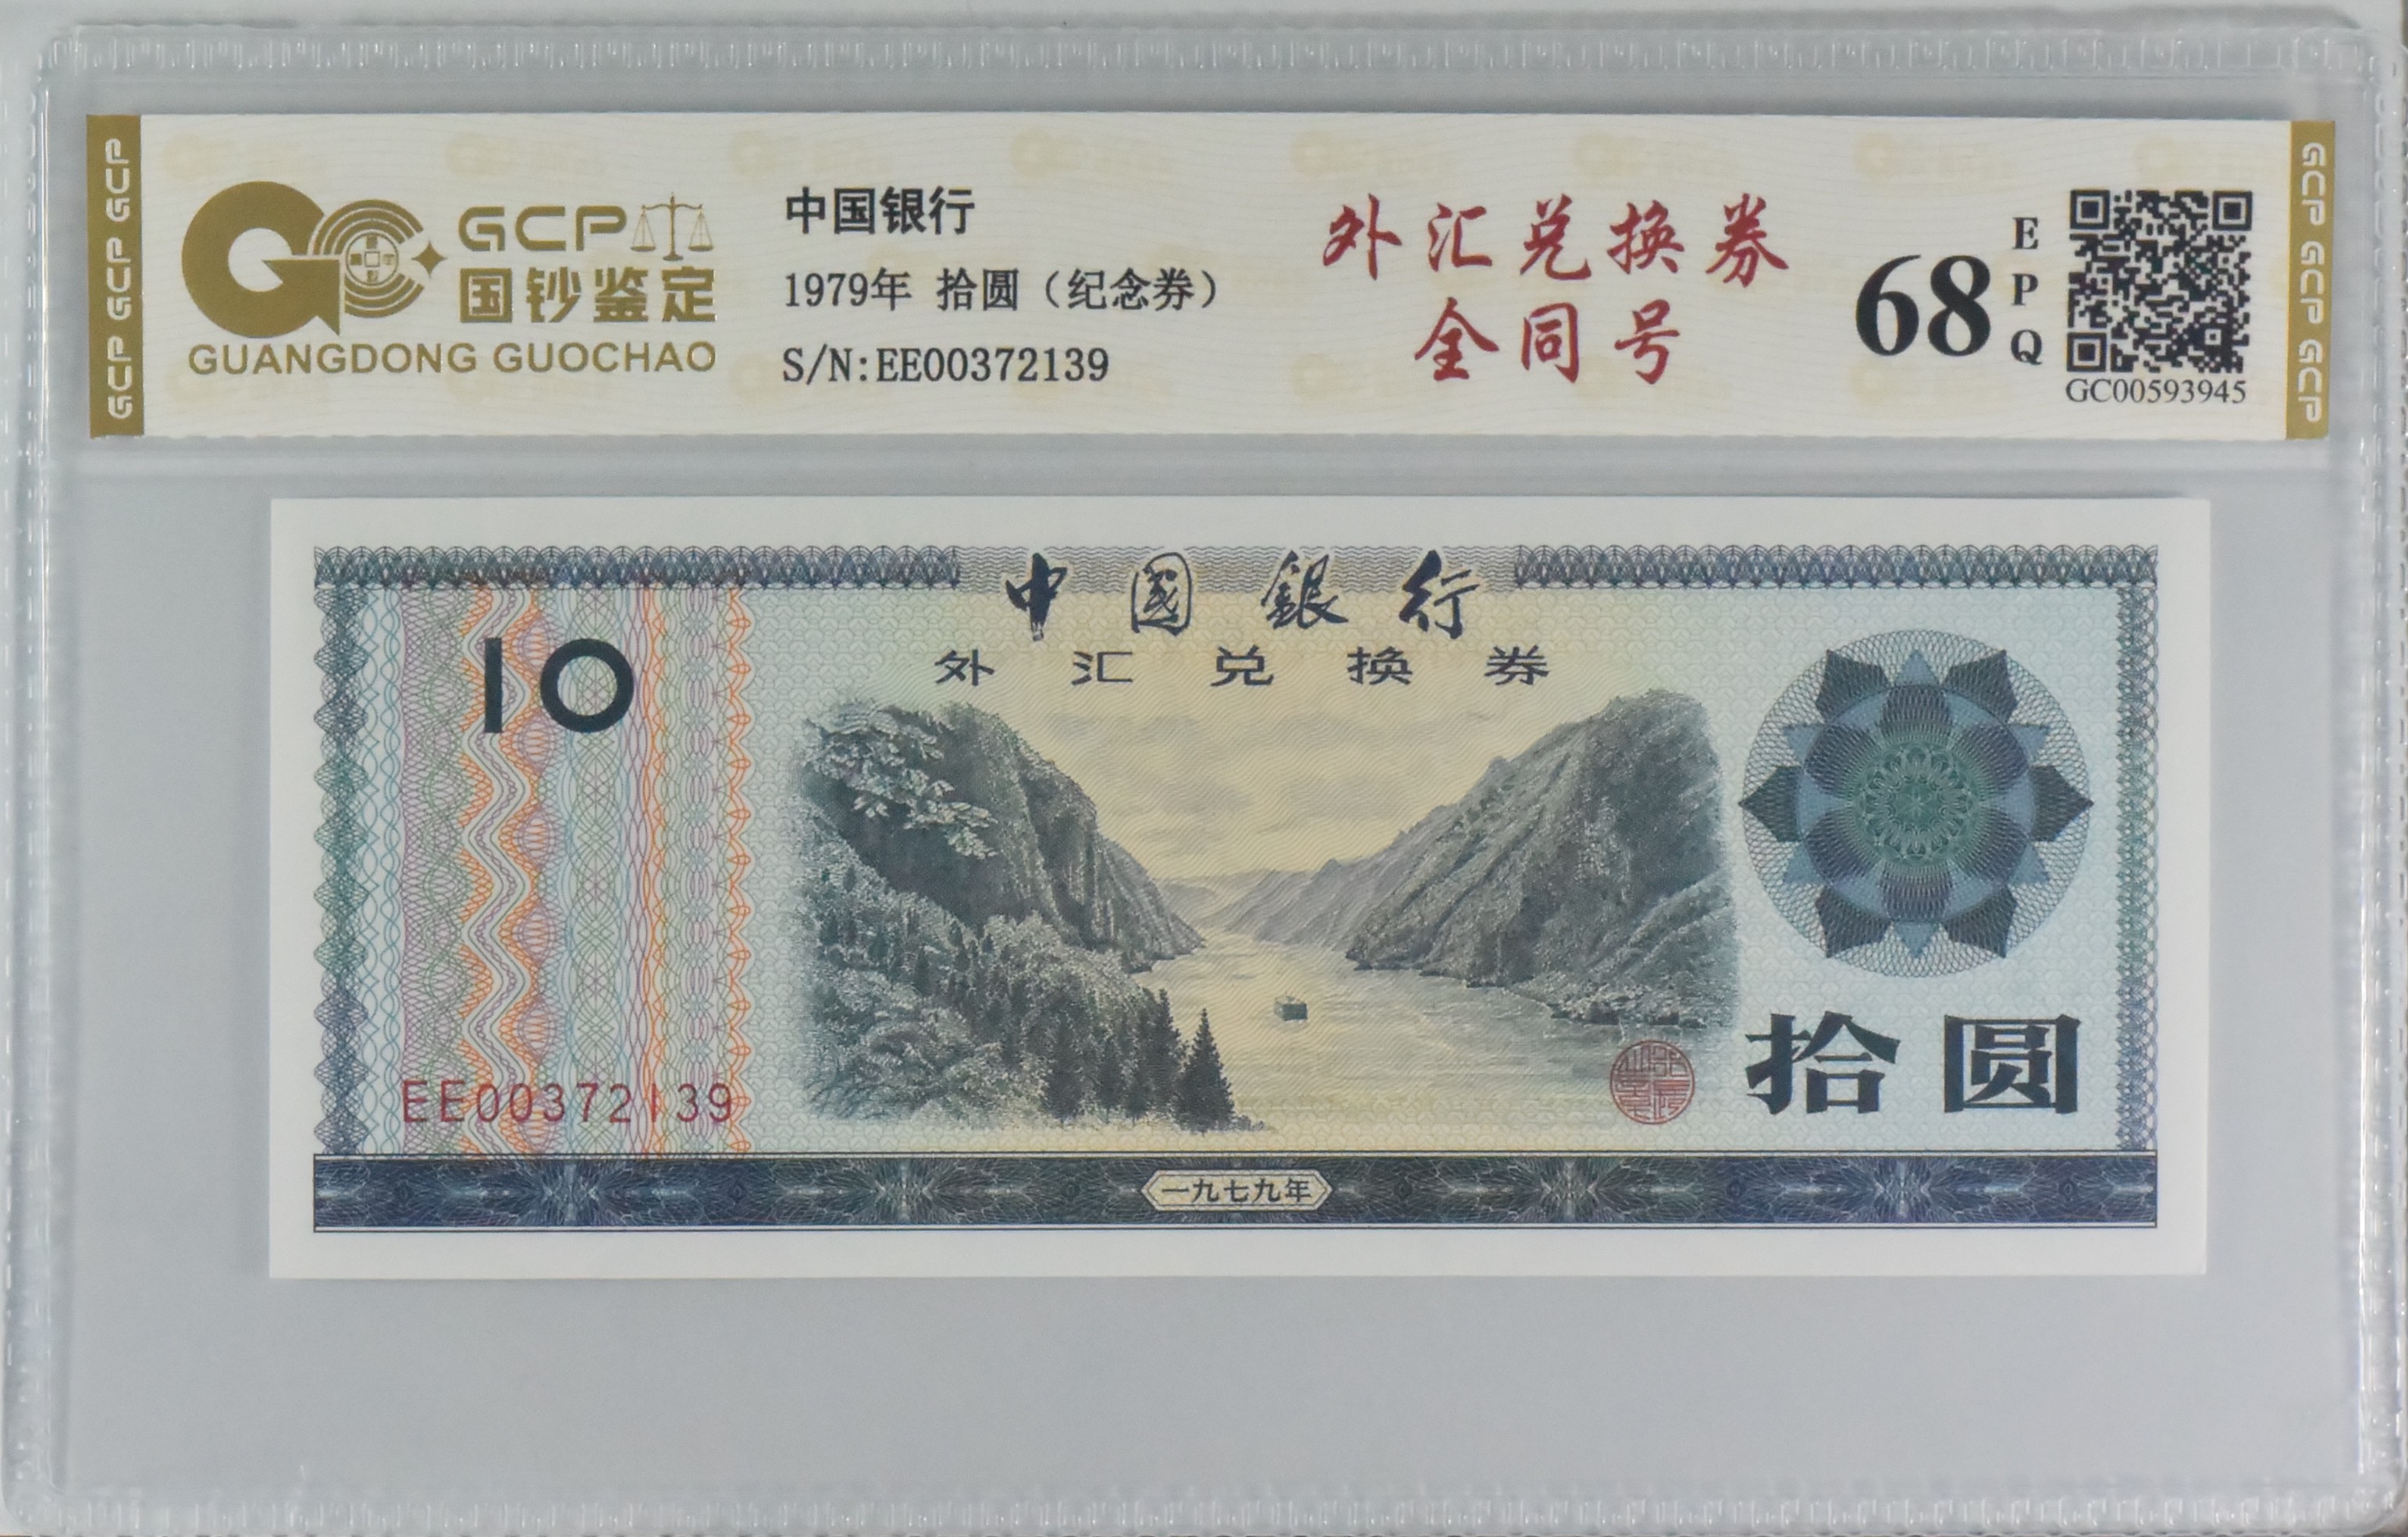 GCP GCP GCP
GCP
国钞鉴定
GUANGDONG GUOCHAO
中国银行
1979年 拾圆（纪念券）
S/N:EE00372139
外汇兑换券
全同号
68
EPQ
GC00593945
GCP GCP GCP
中國銀行
外汇兑换券
10
EE00372139
拾圆
一九七九年